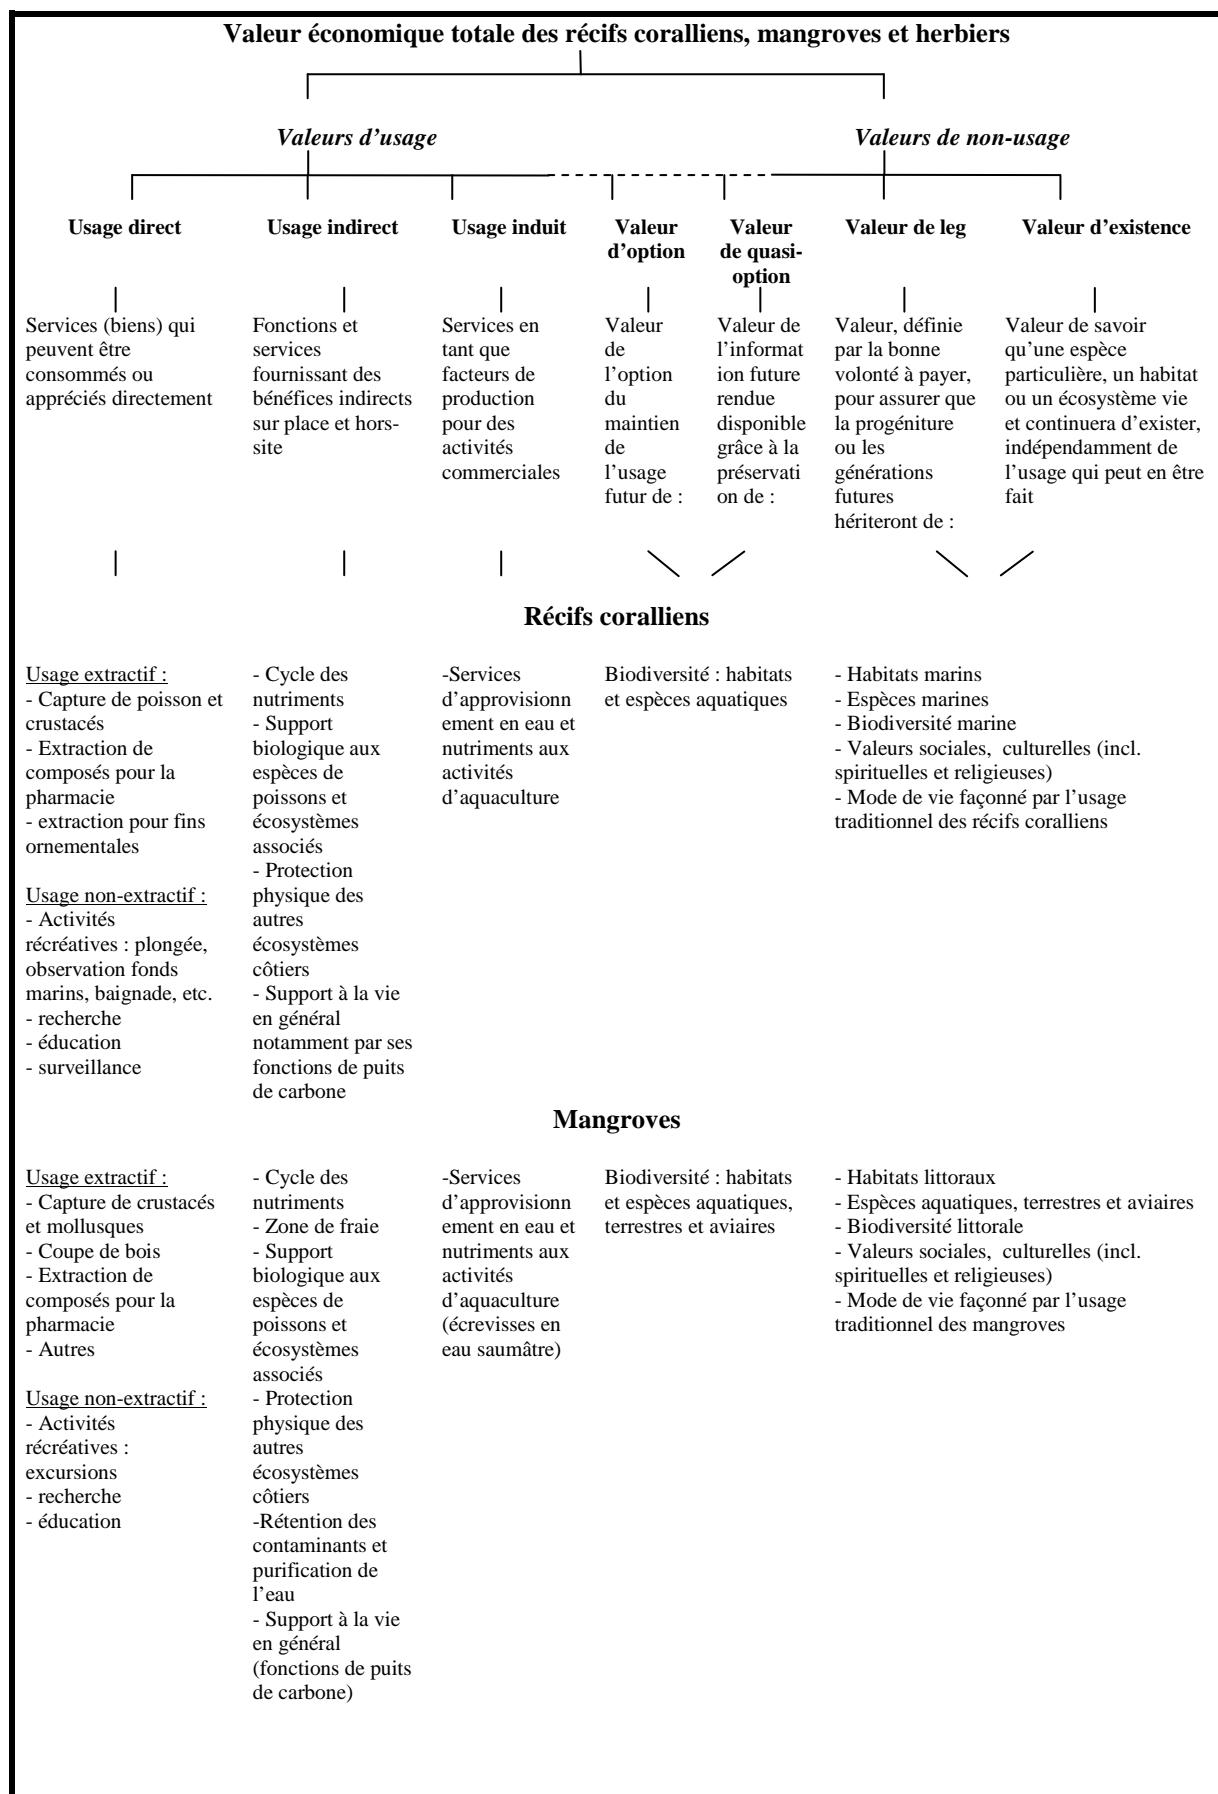 Valeur économique totale des récifs coralliens, mangroves et herbiers
Valeurs d'usage
Valeurs de non-usage
Usage direct
Usage indirect
Usage induit
Valeur
d'option
Valeur
de quasi-
option
Valeur de leg
Valeur d'existence
Services (biens) qui
peuvent être
consommés ou
appréciés directement
Fonctions et
services
fournissant des
bénéfices indirects
sur place et hors-
site
Services en
tant que
facteurs de
production
pour des
activités
commerciales
Valeur
de
l'option
du
maintien
de
l'usage
futur de :
Valeur de
l'informat
ion future
rendue
disponible
grâce à la
préservati
on de :
Valeur, définie
par la bonne
volonté à payer,
pour assurer que
la progéniture
ou les
générations
futures
hériteront de :
Valeur de savoir
qu'une espèce
particulière, un habitat
ou un écosystème vie
et continuera d'exister,
indépendamment de
l'usage qui peut en être
fait
Récifs coralliens
Usage extractif :
- Capture de poisson et
crustacés
- Extraction de
composés pour la
pharmacie
- extraction pour fins
ornementales
Usage non-extractif :
- Activités
récréatives : plongée,
observation fonds
marins, baignade, etc.
- recherche
- éducation
- surveillance
- Cycle des
nutriments
- Support
biologique aux
espèces de
poissons et
écosystèmes
associés
- Protection
physique des
autres
écosystèmes
côtiers
- Support à la vie
en général
notamment par ses
fonctions de puits
de carbone
-Services
d'approvisionn
ement en eau et
nutriments aux
activités
d'aquaculture
Biodiversité : habitats
et espèces aquatiques
- Habitats marins
- Espèces marines
- Biodiversité marine
- Valeurs sociales, culturelles (incl.
spirituelles et religieuses)
- Mode de vie façonné par l'usage
traditionnel des récifs coralliens
Mangroves
Usage extractif :
- Capture de crustacés
et mollusques
- Coupe de bois
- Extraction de
composés pour la
pharmacie
- Autres
Usage non-extractif :
- Activités
récréatives :
excursions
- recherche
- éducation
- Cycle des
nutriments
- Zone de fraie
- Support
biologique aux
espèces de
poissons et
écosystèmes
associés
- Protection
physique des
autres
écosystèmes
côtiers
-Rétention des
contaminants et
purification de
l'eau
- Support à la vie
en général
(fonctions de puits
de carbone)
-Services
d'approvisionn
ement en eau et
nutriments aux
activités
d'aquaculture
(écrevisses en
eau saumâtre)
Biodiversité : habitats
et espèces aquatiques,
terrestres et aviaires
- Habitats littoraux
- Espèces aquatiques, terrestres et aviaires
- Biodiversité littorale
- Valeurs sociales, culturelles (incl.
spirituelles et religieuses)
- Mode de vie façonné par l'usage
traditionnel des mangroves